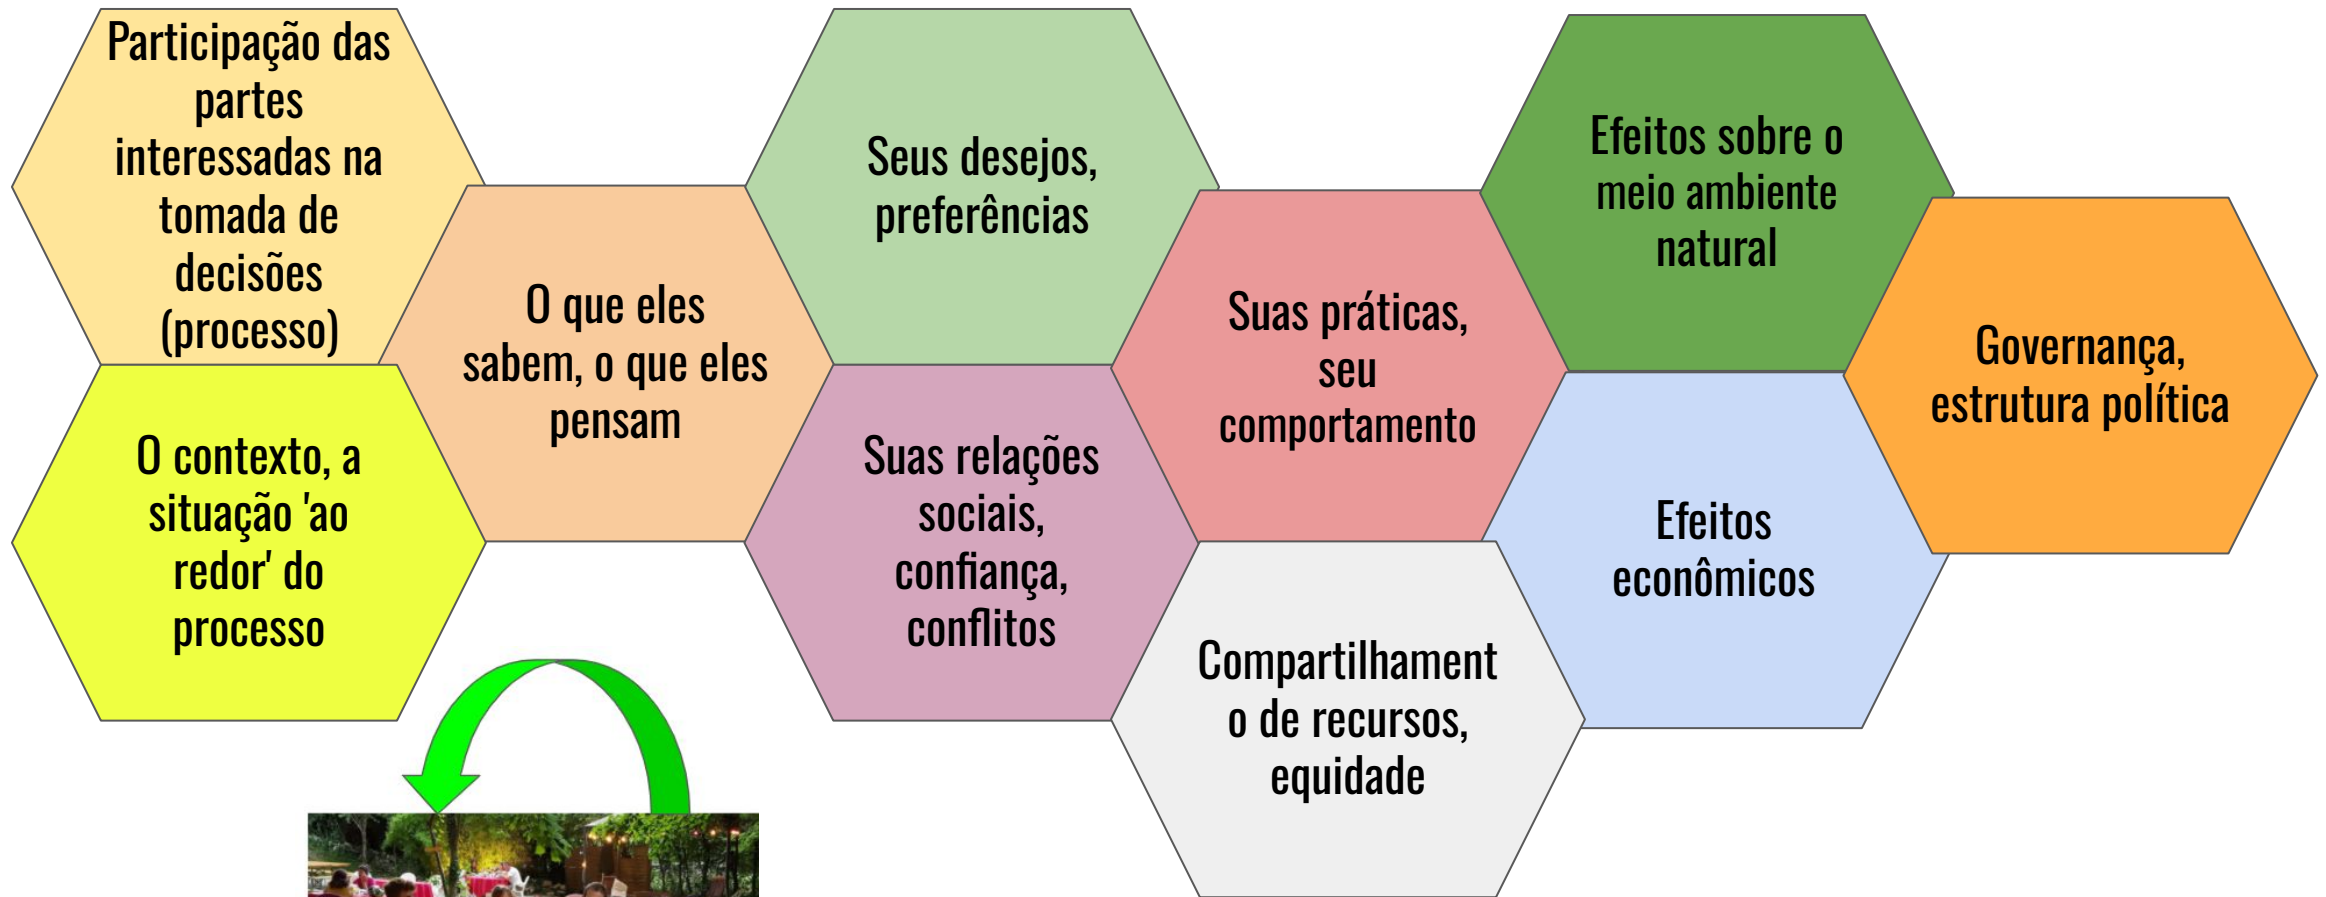 Participação das
partes
interessadas na
tomada de
decisões
(processo)
O contexto, a
situação 'ao
redor' do
processo
O que eles
sabem, o que eles
pensam
Seus desejos,
preferências
Suas relações
sociais,
confiança,
conflitos
Suas práticas,
seu
comportamento
Compartilhament
o de recursos,
equidade
Efeitos sobre o
meio ambiente
natural
Efeitos
econômicos
Governança,
estrutura política